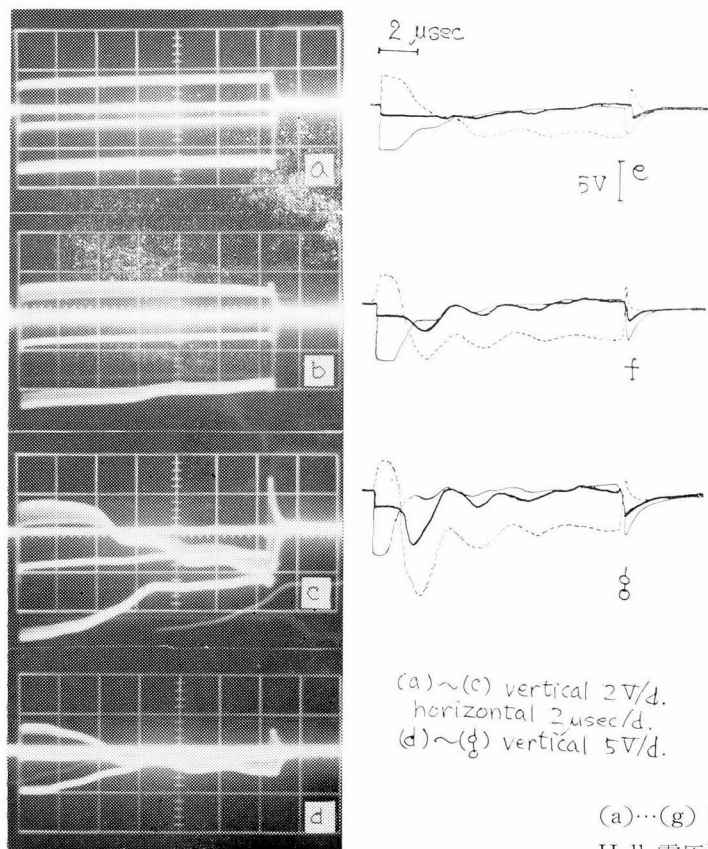 a
b
c
d
2 μsec
5V
e
f
g
(a)~(c) vertical 2V/d.
horizontal 2μsec/d.
(d)~(g) vertical 5V/d.
(a)…(g)
Hall 電圧